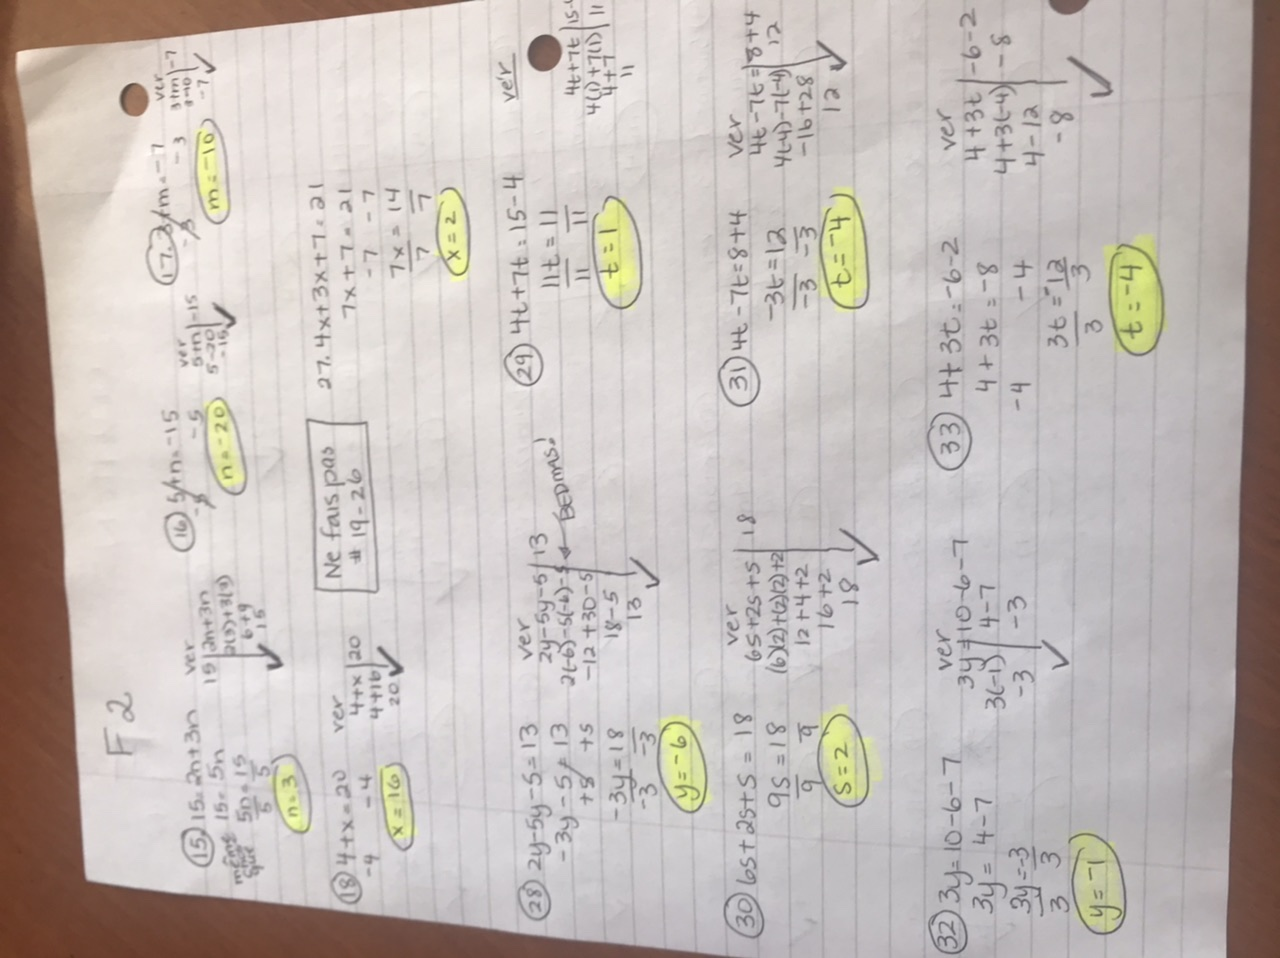 F2
15. 15=2n+3n
même que 15=5n
5n=15
5 5
n=3
ver
15|2n+3n
2(3)+3(3)
6+9
15
16 5+n=-15
-5 -5
n=-20
ver
5+n|-15
5-20
-15
17. 3+m=-7
-3 -3
m=-10
ver
3+m|-7
3-10
-7
18 4+x=20
-4 -4
x=16
ver
4+x|20
4+16
20
Ne fais pas
# 19-26
27. 4x+3x+7=21
7x+7=21
-7 -7
7x=14
7 7
x=2
28 2y-5y-5=13
-3y-5=13
+5 +5
-3y=18
-3 -3
y=-6
ver
2y-5y-5|13
2(-6)-5(-6)-5 ← BEDMAS!
-12+30-5
18-5
13
29 4t+7t=15-4
11t=11
11 11
t=1
ver
4t+7t|15-
4(1)+7(1)|11
4+7
11
30 6s+2s+s=18
9s=18
9 9
s=2
ver
6s+2s+s|18
(6)(2)+(2)(2)+2
12+4+2
16+2
18
31 4t-7t=8+4
-3t=12
-3 -3
t=-4
ver
4t-7t=8+4
4(-4)-7(-4)|12
-16+28
12
32 3y=10-6-7
3y=4-7
3y=-3
3 3
y=-1
ver
3y=10-6-7
3(-1)|4-7
-3|-3
33 4+3t=-6-2
4+3t=-8
-4 -4
3t=-12
3 3
t=-4
ver
4+3t|-6-2
4+3(-4)|-8
4-12
-8